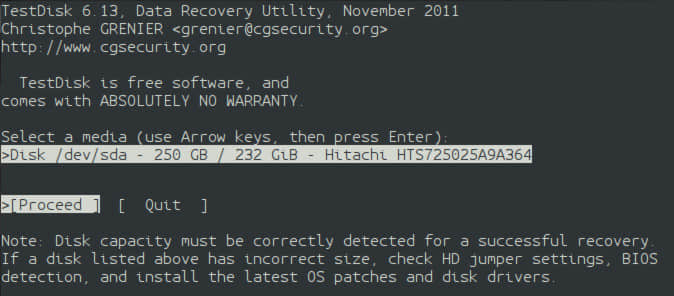 TestDisk 6.13, Data Recovery Utility, November 2011
Christophe GRENIER <grenier@cgsecurity.org>
http://www.cgsecurity.org
TestDisk is free software, and
comes with ABSOLUTELY NO WARRANTY.
Select a media (use Arrow keys, then press Enter):
>Disk /dev/sda - 250 GB / 232 GiB - Hitachi HTS725025A9A364
>[Proceed ]  [  Quit  ]
Note: Disk capacity must be correctly detected for a successful recovery.
If a disk listed above has incorrect size, check HD jumper settings, BIOS
detection, and install the latest OS patches and disk drivers.